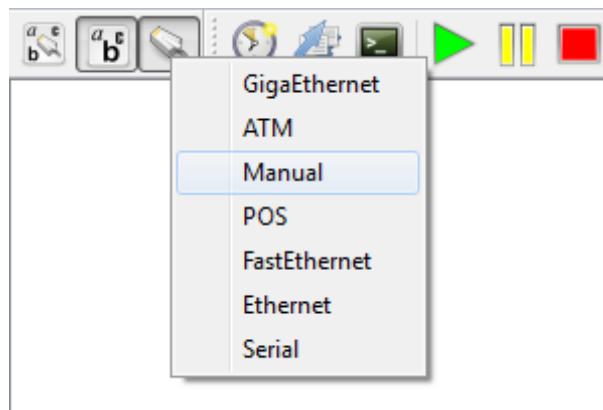 a b c
a b c
>_
GigaEthernet
ATM
Manual
POS
FastEthernet
Ethernet
Serial